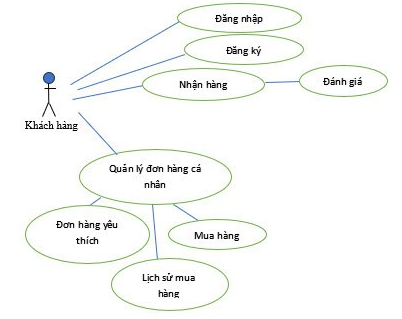 Đăng nhập
Đăng ký
Nhận hàng
Đánh giá
Khách hàng
Quản lý đơn hàng cá
nhân
Đơn hàng yêu
thích
Mua hàng
Lịch sử mua
hàng